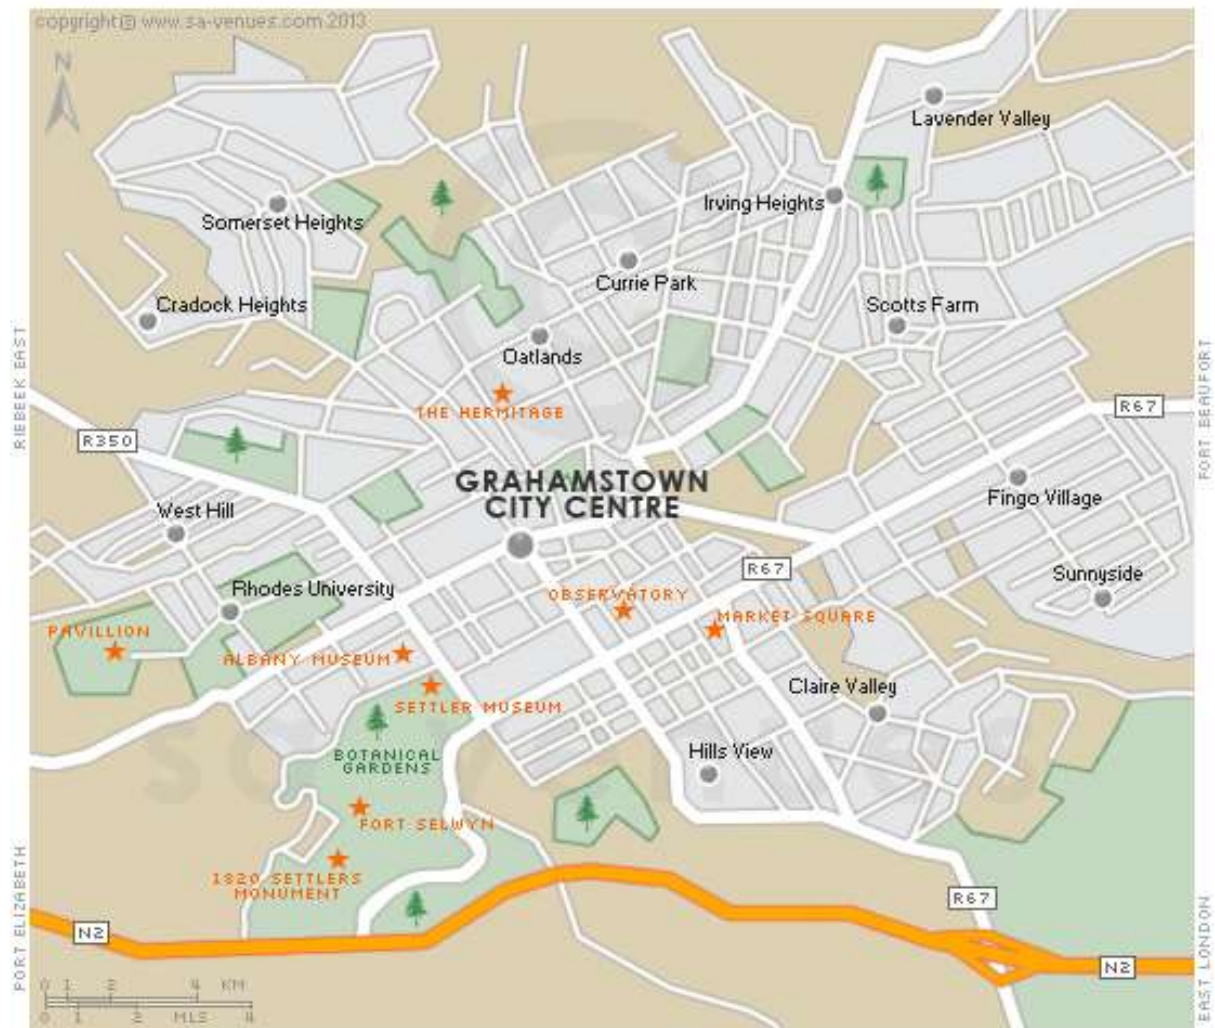 copyright@ www.sa-venues.com 2013
N
Lavender Valley
Irving Heights
Somerset Heights
Currie Park
Cradock Heights
Scotts Farm
Oatlands
RIEBEEK EAST
FORT BEAUFORT
THE HERMITAGE
R67
R350
GRAHAMSTOWN
CITY CENTRE
Fingo Village
West Hill
R67
Sunnyside
Rhodes University
OBSERVATORY
MARKET SQUARE
PAVILLION
ALBANY MUSEUM
Claire Valley
SETTLER MUSEUM
sa venues
Hills View
BOTANICAL
GARDENS
FORT SELWYN
1820 SETTLERS
MONUMENT
R67
PORT ELIZABETH
N2
N2
EAST LONDON
0 1 2 4 KM
0 1 2 MLS 4